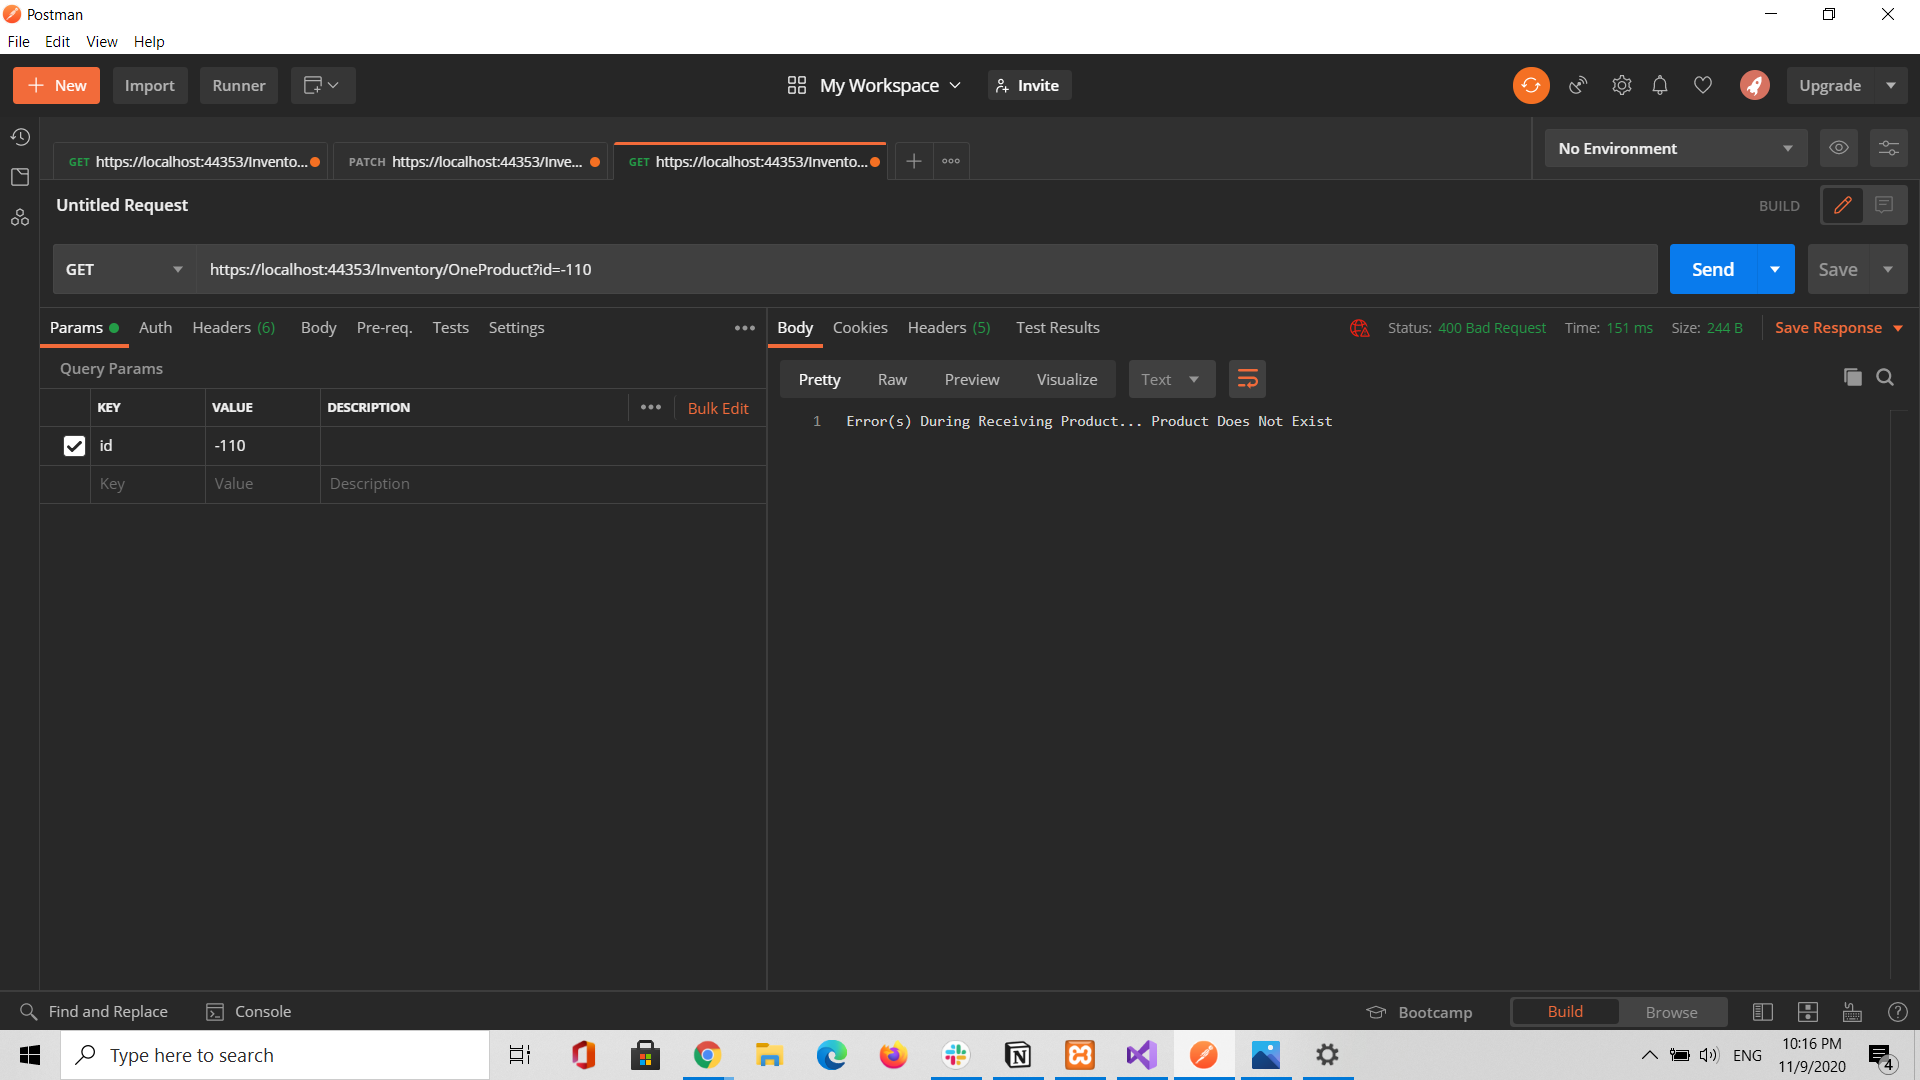 Postman
File Edit View Help
New Import Runner My Workspace Invite Upgrade
GET https://localhost:44353/Invento... PATCH https://localhost:44353/Inve... GET https://localhost:44353/Invento... No Environment
Untitled Request BUILD
GET https://localhost:44353/Inventory/OneProduct?id=-110 Send Save
Params Auth Headers (6) Body Pre-req. Tests Settings
Body Cookies Headers (5) Test Results Status: 400 Bad Request Time: 151 ms Size: 244 B Save Response
Query Params
KEY VALUE DESCRIPTION Bulk Edit
id -110
Key Value Description
Pretty Raw Preview Visualize Text
1 Error(s) During Receiving Product... Product Does Not Exist
Find and Replace Console Bootcamp Build Browse
Type here to search
ENG
10:16 PM
11/9/2020
4